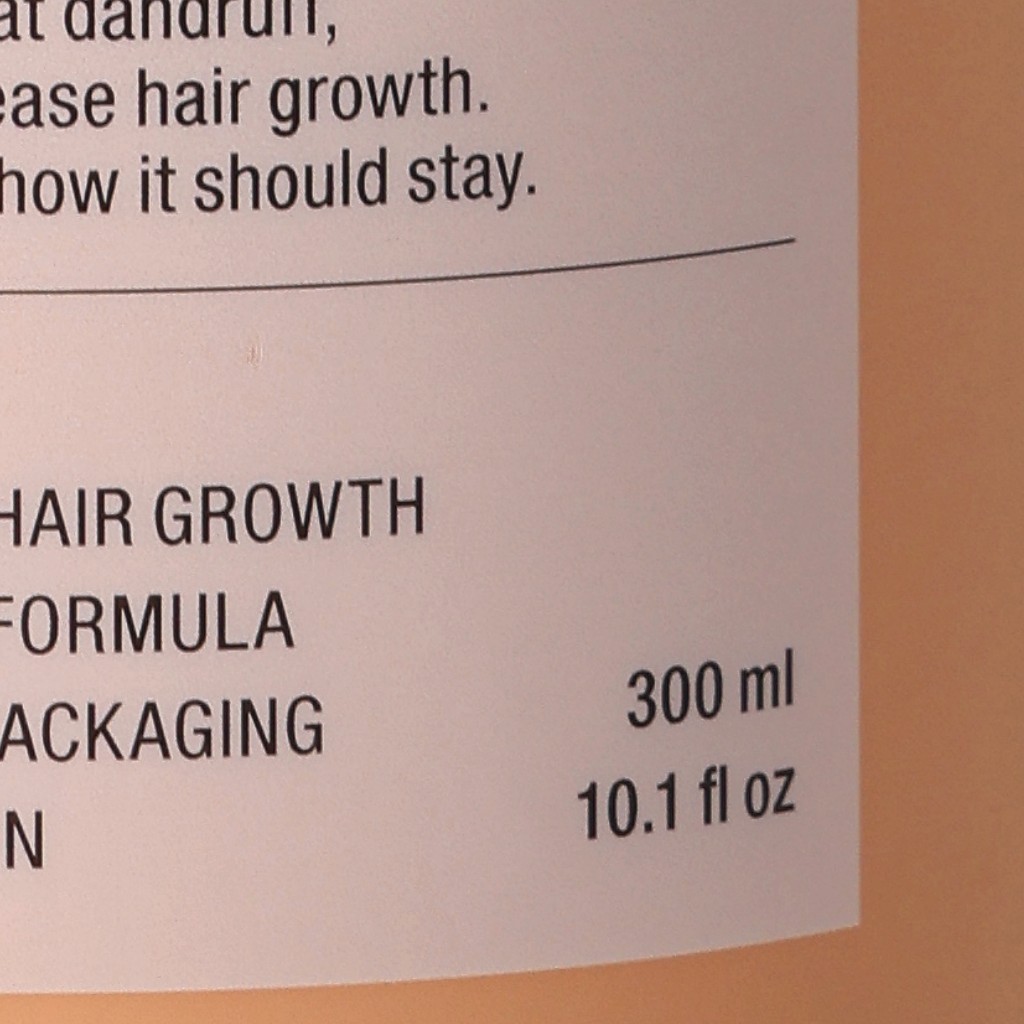 at dandruff,
ease hair growth.
how it should stay.
HAIR GROWTH
FORMULA
ACKAGING
N
300 ml
10.1 fl oz